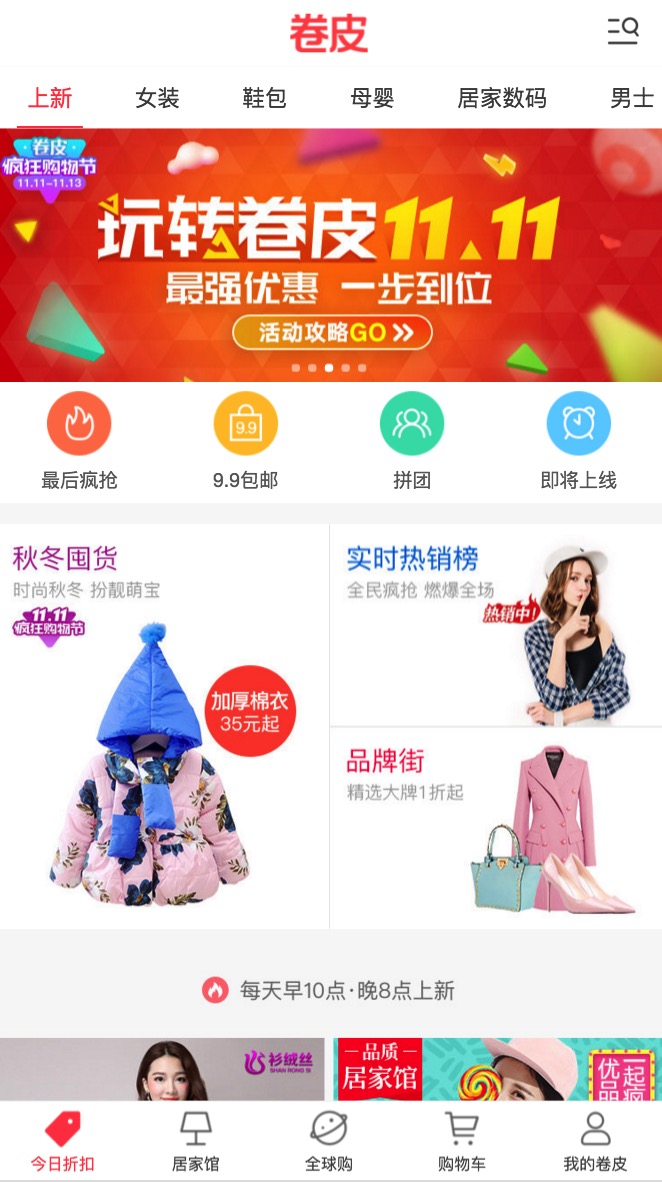 卷皮
上新 女装 鞋包 母婴 居家数码 男士
卷皮
疯狂购物节
11.11-11.13
玩转卷皮11.11
最强优惠 一步到位
活动攻略GO
9.9
最后疯抢 9.9包邮 拼团 即将上线
秋冬囤货
时尚秋冬 扮靓萌宝
11.11
疯狂购物节
加厚棉衣
35元起
实时热销榜
全民疯抢 燃爆全场
热销中!
品牌街
精选大牌1折起
每天早10点·晚8点上新
衫绒丝
SHAN RONG SI
品质
居家馆
优品
一起疯
今日折扣 居家馆 全球购 购物车 我的卷皮